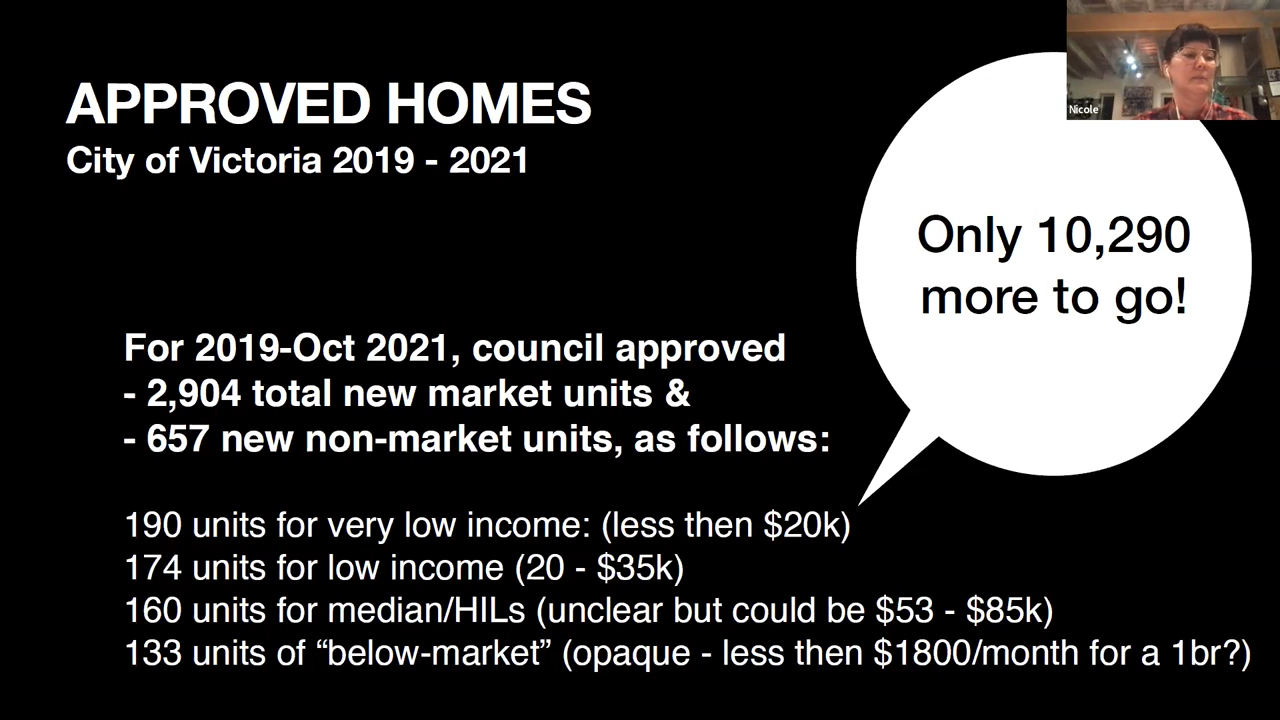 APPROVED HOMES
City of Victoria 2019 - 2021
Nicole
Only 10,290
more to go!
For 2019-Oct 2021, council approved
- 2,904 total new market units &
- 657 new non-market units, as follows:
190 units for very low income: (less then $20k)
174 units for low income (20 - $35k)
160 units for median/HILs (unclear but could be $53 - $85k)
133 units of “below-market” (opaque - less then $1800/month for a 1br?)